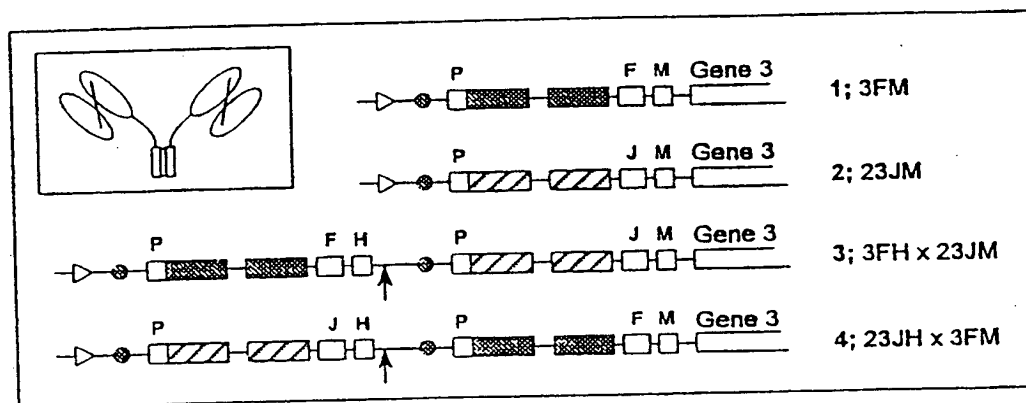 P F M Gene 3 1; 3FM
P J M Gene 3 2; 23JM
P F H P J M Gene 3 3; 3FH x 23JM
P J H P F M Gene 3 4; 23JH x 3FM